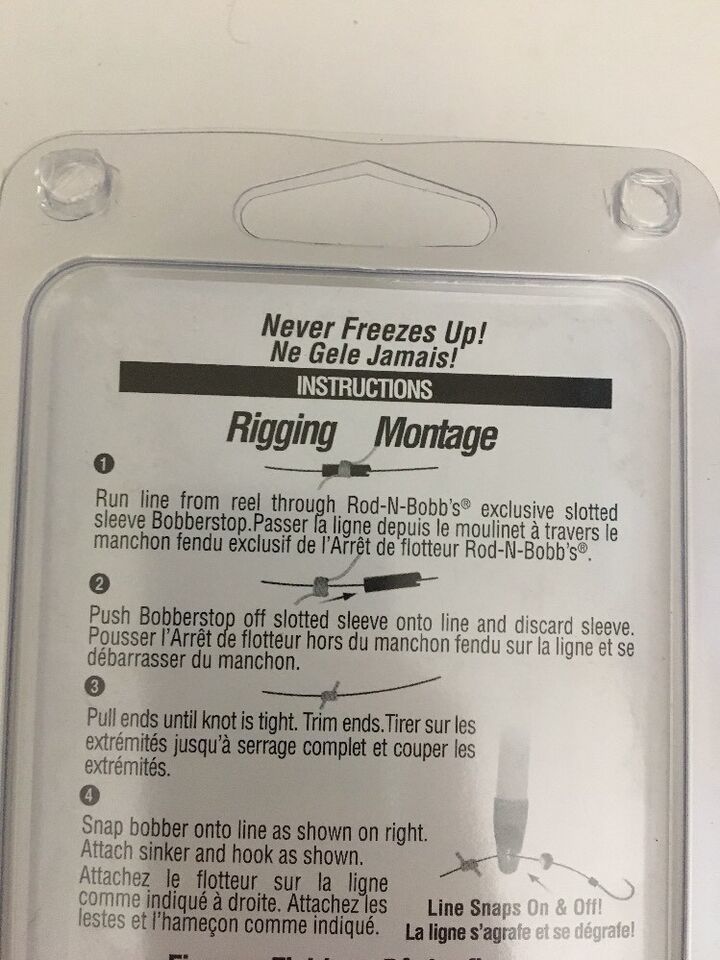 Never Freezes Up!
Ne Gele Jamais!
INSTRUCTIONS
Rigging Montage
1
Run line from reel through Rod-N-Bobb's® exclusive slotted
sleeve Bobberstop.Passer la ligne depuis le moulinet à travers le
manchon fendu exclusif de l'Arrêt de flotteur Rod-N-Bobb's®.
2
Push Bobberstop off slotted sleeve onto line and discard sleeve.
Pousser l'Arrêt de flotteur hors du manchon fendu sur la ligne et se
débarrasser du manchon.
3
Pull ends until knot is tight. Trim ends.Tirer sur les
extrémités jusqu'à serrage complet et couper les
extrémités.
4
Snap bobber onto line as shown on right.
Attach sinker and hook as shown.
Attachez le flotteur sur la ligne
comme indiqué à droite. Attachez les
lestes et l'hameçon comme indiqué.
Line Snaps On & Off!
La ligne s'agrafe et se dégrafe!